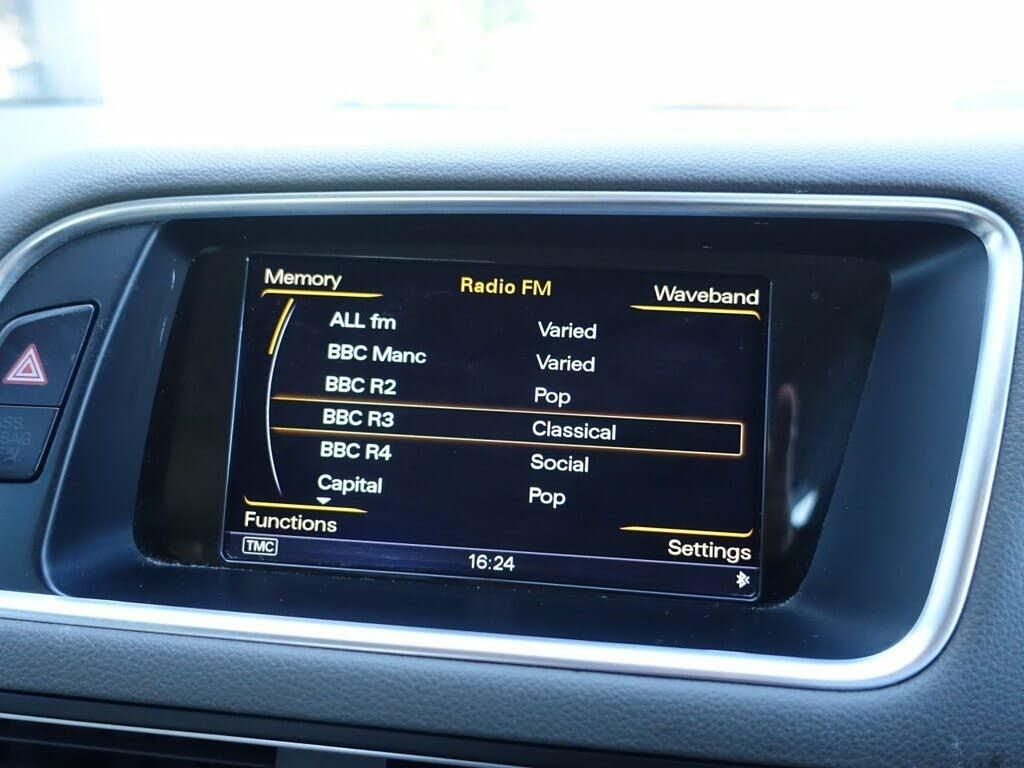 Memory Radio FM Waveband
ALL fm Varied
BBC Manc Varied
BBC R2 Pop
BBC R3 Classical
BBC R4 Social
Capital Pop
Functions Settings
TMC 16:24